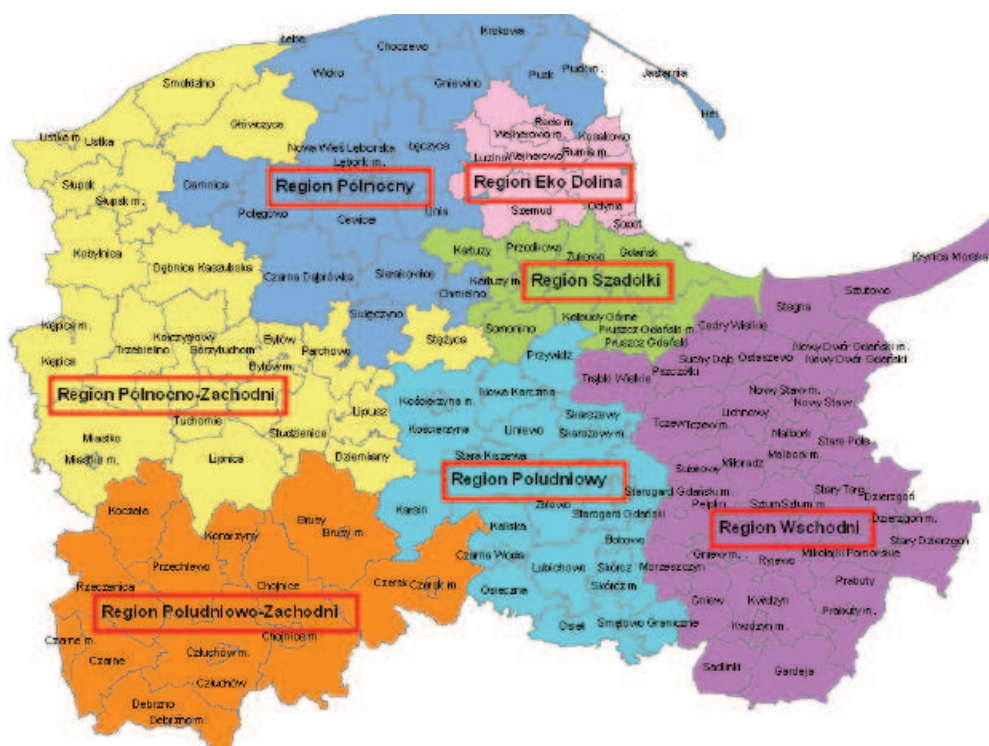 Łeba
Choczewo
Krokowa
Wicko
Gniewino
Puck
Puck m.
Jastarnia
Hel
Smołdzino
Główczyce
Ustka m.
Ustka
Nowa Wieś Lęborska
Lębork m.
Łęczyce
Reda m.
Wejherowo m.
Kosakowo
Luzino
Wejherowo
Rumia m.
Słupsk
Słupsk m.
Damnica
Region Północny
Region Eko Dolina
Potęgowo
Cewice
Linia
Szemud
Gdynia
Sopot
Kobylnica
Dębnica Kaszubska
Czarna Dąbrówka
Sierakowice
Kartuzy
Przodkowo
Żukowo
Gdańsk
Krynica Morska
Kartuzy m.
Chmielno
Region Szadółki
Sztutowo
Stegna
Kępice m.
Kępice
Kołczygłowy
Trzebielino
Borzytuchom
Bytów
Bytów m.
Parchowo
Sulęczyno
Stężyca
Somonino
Kolbudy Górne
Pruszcz Gdański m.
Pruszcz Gdański
Cedry Wielkie
Przywidz
Suchy Dąb
Ostaszewo
Nowy Dwór Gdański m.
Nowy Dwór Gdański
Trąbki Wielkie
Pszczółki
Region Północno-Zachodni
Kościerzyna m.
Nowa Karczma
Nowy Staw m.
Nowy Staw
Lipusz
Kościerzyna
Liniewo
Skarszewy
Skarszewy m.
Tczew
Tczew m.
Lichnowy
Malbork
Stare Pole
Tuchomie
Studzienice
Miastko
Miastko m.
Lipnica
Dziemiany
Stara Kiszewa
Subkowy
Miłoradz
Malbork m.
Region Południowy
Starogard Gdański m.
Pelplin
Stary Targ
Dzierzgoń
Sztum
Sztum m.
Koczała
Karsin
Zblewo
Starogard Gdański
Region Wschodni
Dzierzgoń m.
Stary Dzierzgoń
Brusy
Brusy m.
Konarzyny
Kaliska
Bobowo
Mikołajki Pomorskie
Przechlewo
Czarna Woda
Gniew m.
Ryjewo
Rzeczenica
Chojnice
Czersk
Czersk m.
Lubichowo
Skórcz
Skórcz m.
Morzeszczyn
Prabuty
Osieczna
Gniew
Kwidzyn
Region Południowo-Zachodni
Prabuty m.
Osiek
Smętowo Graniczne
Kwidzyn m.
Czarne m.
Chojnice m.
Czarne
Człuchów m.
Człuchów
Sadlinki
Gardeja
Debrzno
Debrzno m.